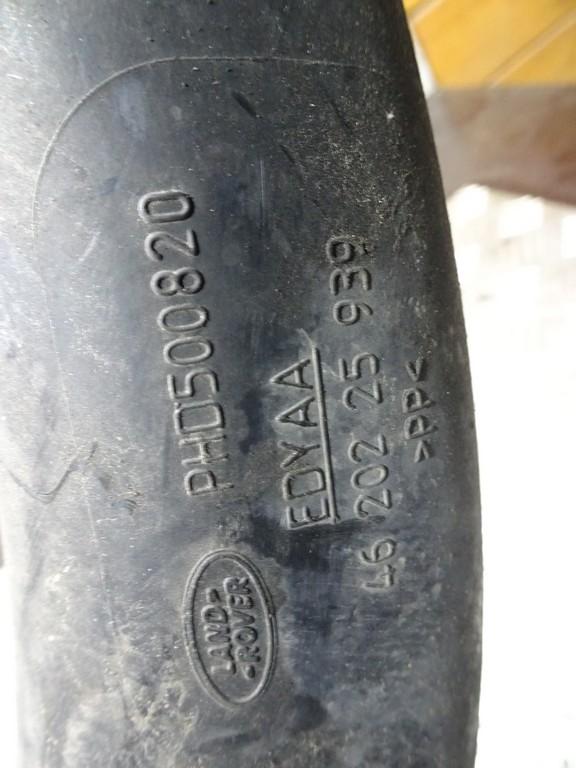 PHD500820
EDYAA
46 202 25 939
>PP<
LAND-
-ROVER